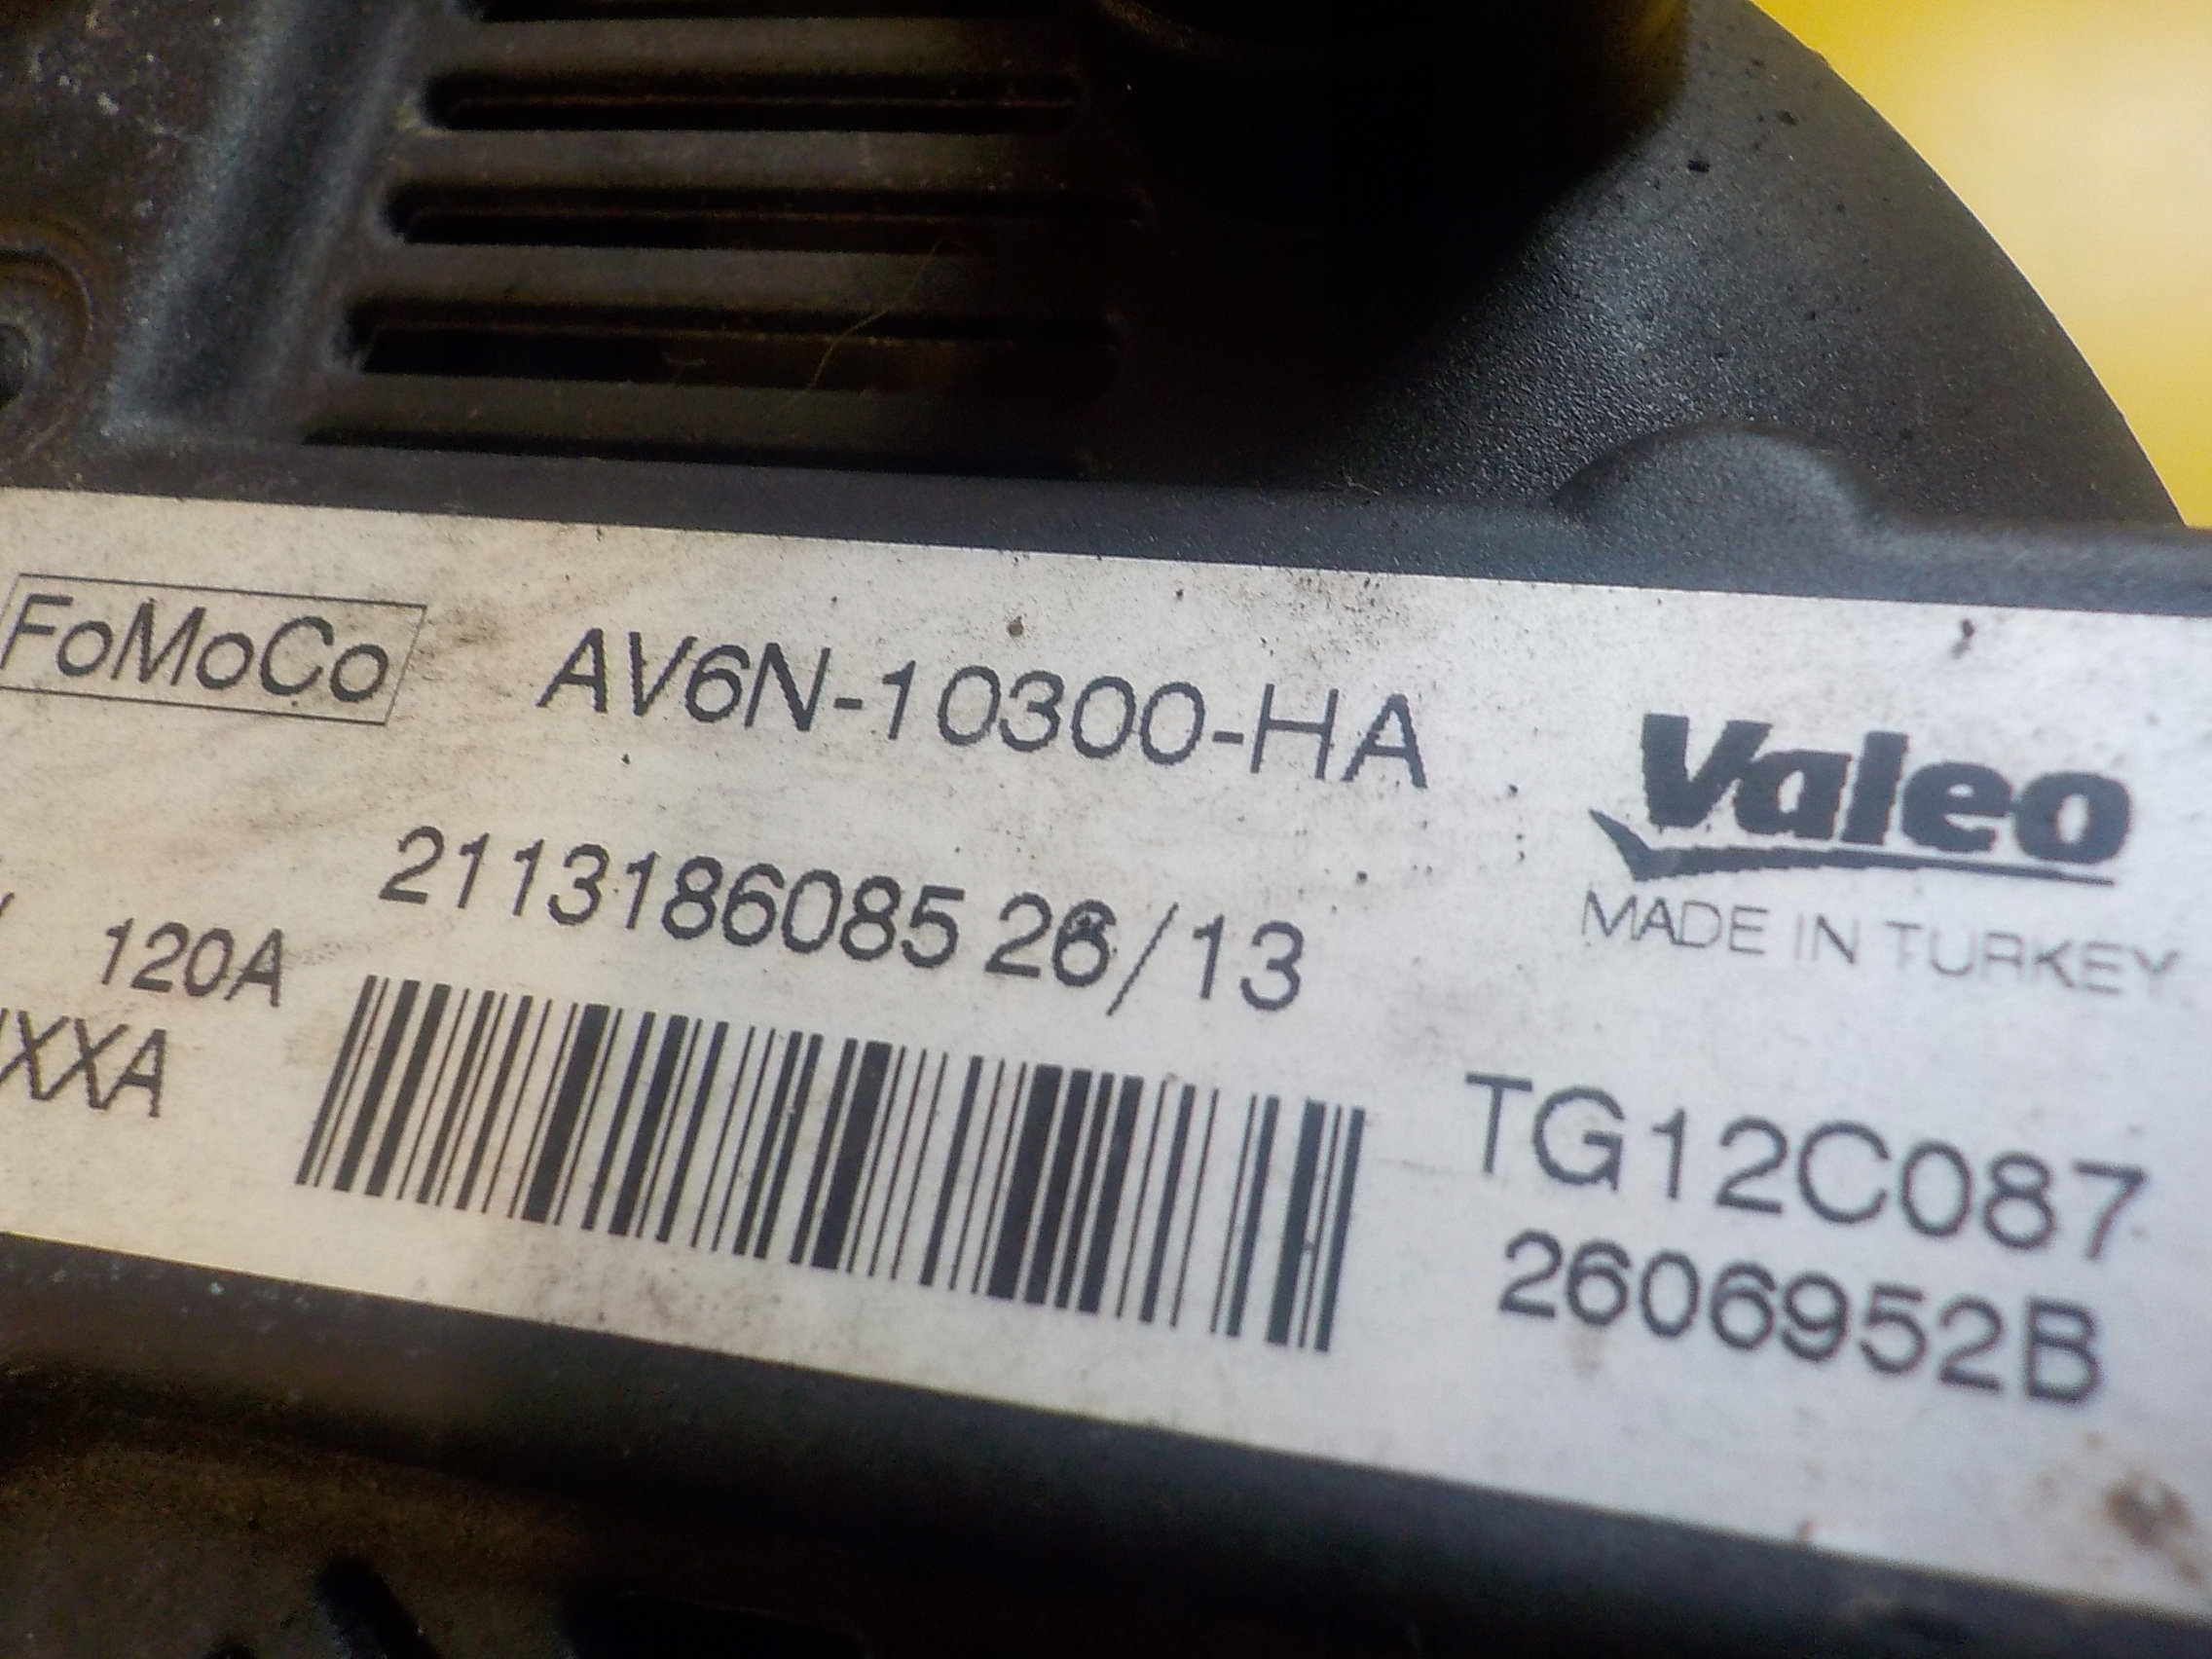 FoMoCo AV6N-10300-HA
Valeo
MADE IN TURKEY
2113186085 26/13
120A
XXA
TG12C087
2606952B